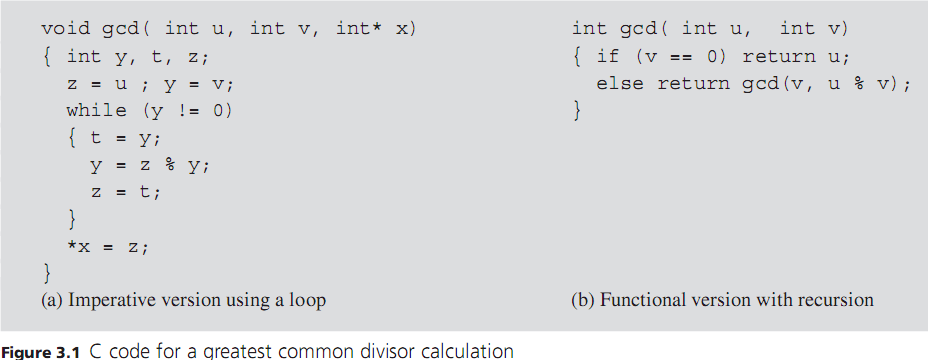 void gcd( int u, int v, int* x)
{ int y, t, z;
z = u ; y = v;
while (y != 0)
{ t = y;
y = z % y;
z = t;
}
*x = z;
}
(a) Imperative version using a loop
int gcd( int u, int v)
{ if (v == 0) return u;
else return gcd(v, u % v);
}
(b) Functional version with recursion
Figure 3.1 C code for a greatest common divisor calculation